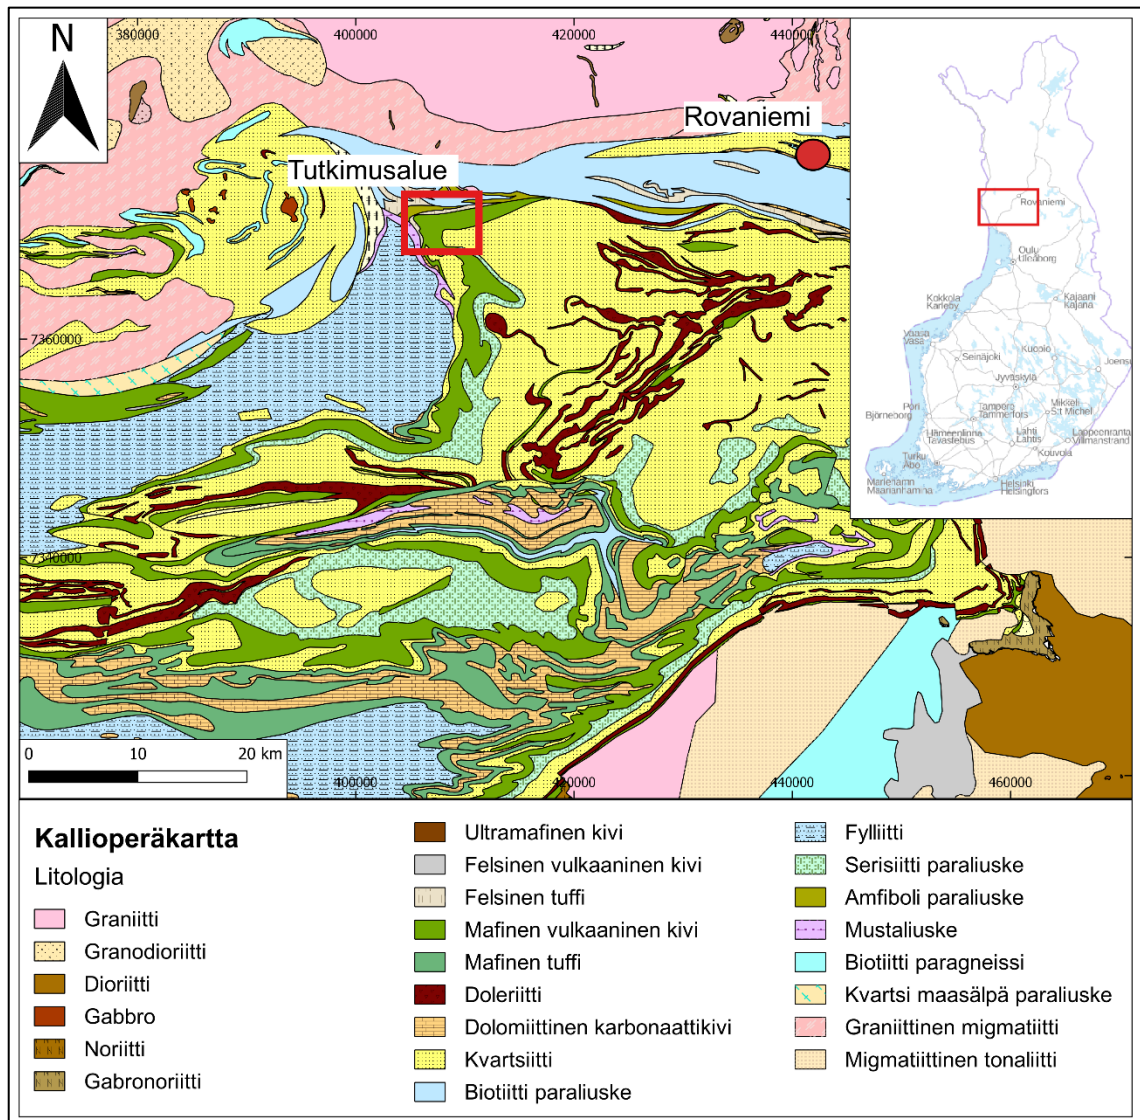 N
380000
400000
420000
440000
Rovaniemi
Tutkimusalue
7360000
7340000
0 10 20 km
400000
420000
440000
460000
Rovaniemi
Oulu
Uleåborg
Kokkola
Karleby
Kajaani
Kajana
Vaasa
Vasa
Seinäjoki
Kuopio
Joensu
Jyväskylä
Pori
Björneborg
Tampere
Tammerfors
Mikkeli
S:t Michel
Hämeenlinna
Tavastehus
Lahti
Lahtis
Lappeenranta
Villmanstrand
Kouvola
Turku
Åbo
Mariehamn
Maarianhamina
Helsinki
Helsingfors
Kallioperäkartta
Litologia
Graniitti
Granodioriitti
Dioriitti
Gabbro
Noriitti
Gabronoriitti
Ultramafinen kivi
Felsinen vulkaaninen kivi
Felsinen tuffi
Mafinen vulkaaninen kivi
Mafinen tuffi
Doleriitti
Dolomiittinen karbonaattikivi
Kvartsiitti
Biotiitti paraliuske
Fylliitti
Serisiitti paraliuske
Amfiboli paraliuske
Mustaliuske
Biotiitti paragneissi
Kvartsi maasälpä paraliuske
Graniittinen migmatiitti
Migmatiittinen tonaliitti